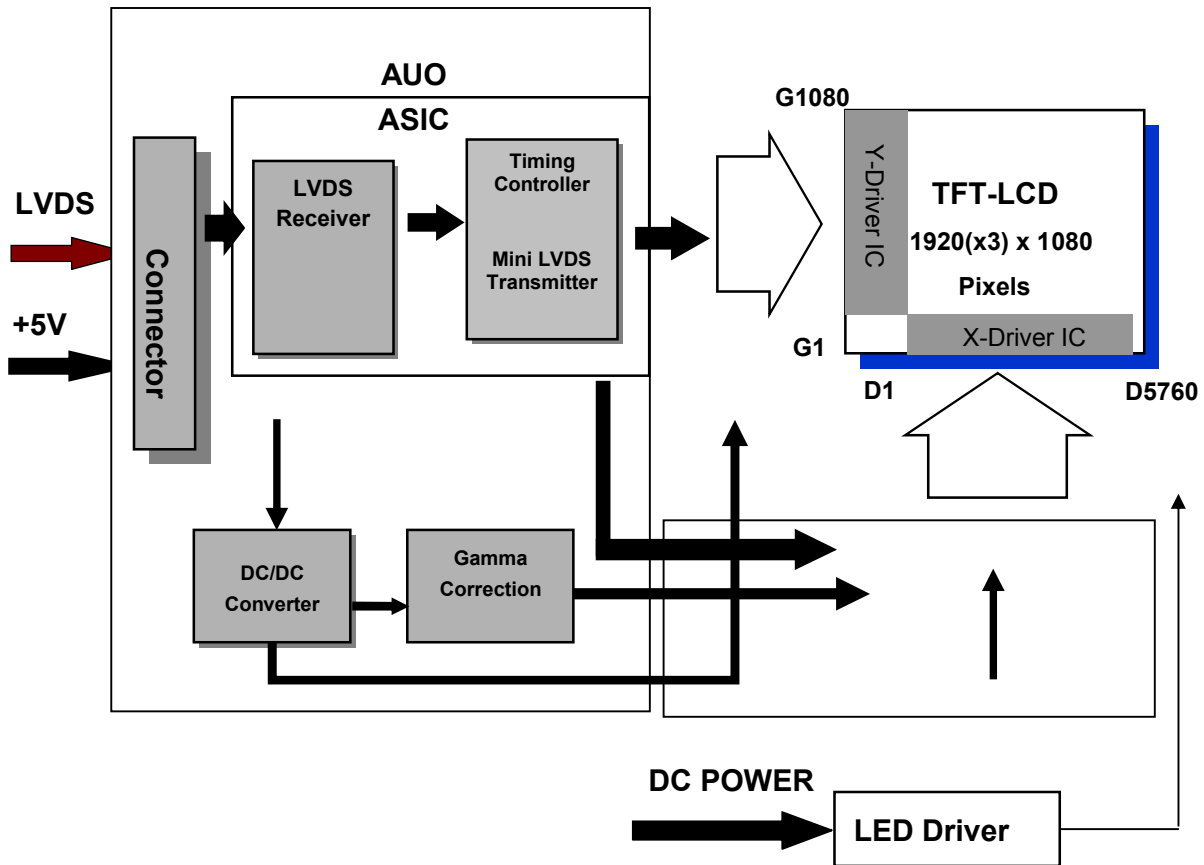 AUO
ASIC
G1080
LVDS
+5V
Connector
LVDS
Receiver
Timing
Controller
Mini LVDS
Transmitter
Y-Driver IC
TFT-LCD
1920(x3) x 1080
Pixels
X-Driver IC
G1
D1
D5760
DC/DC
Converter
Gamma
Correction
DC POWER
LED Driver